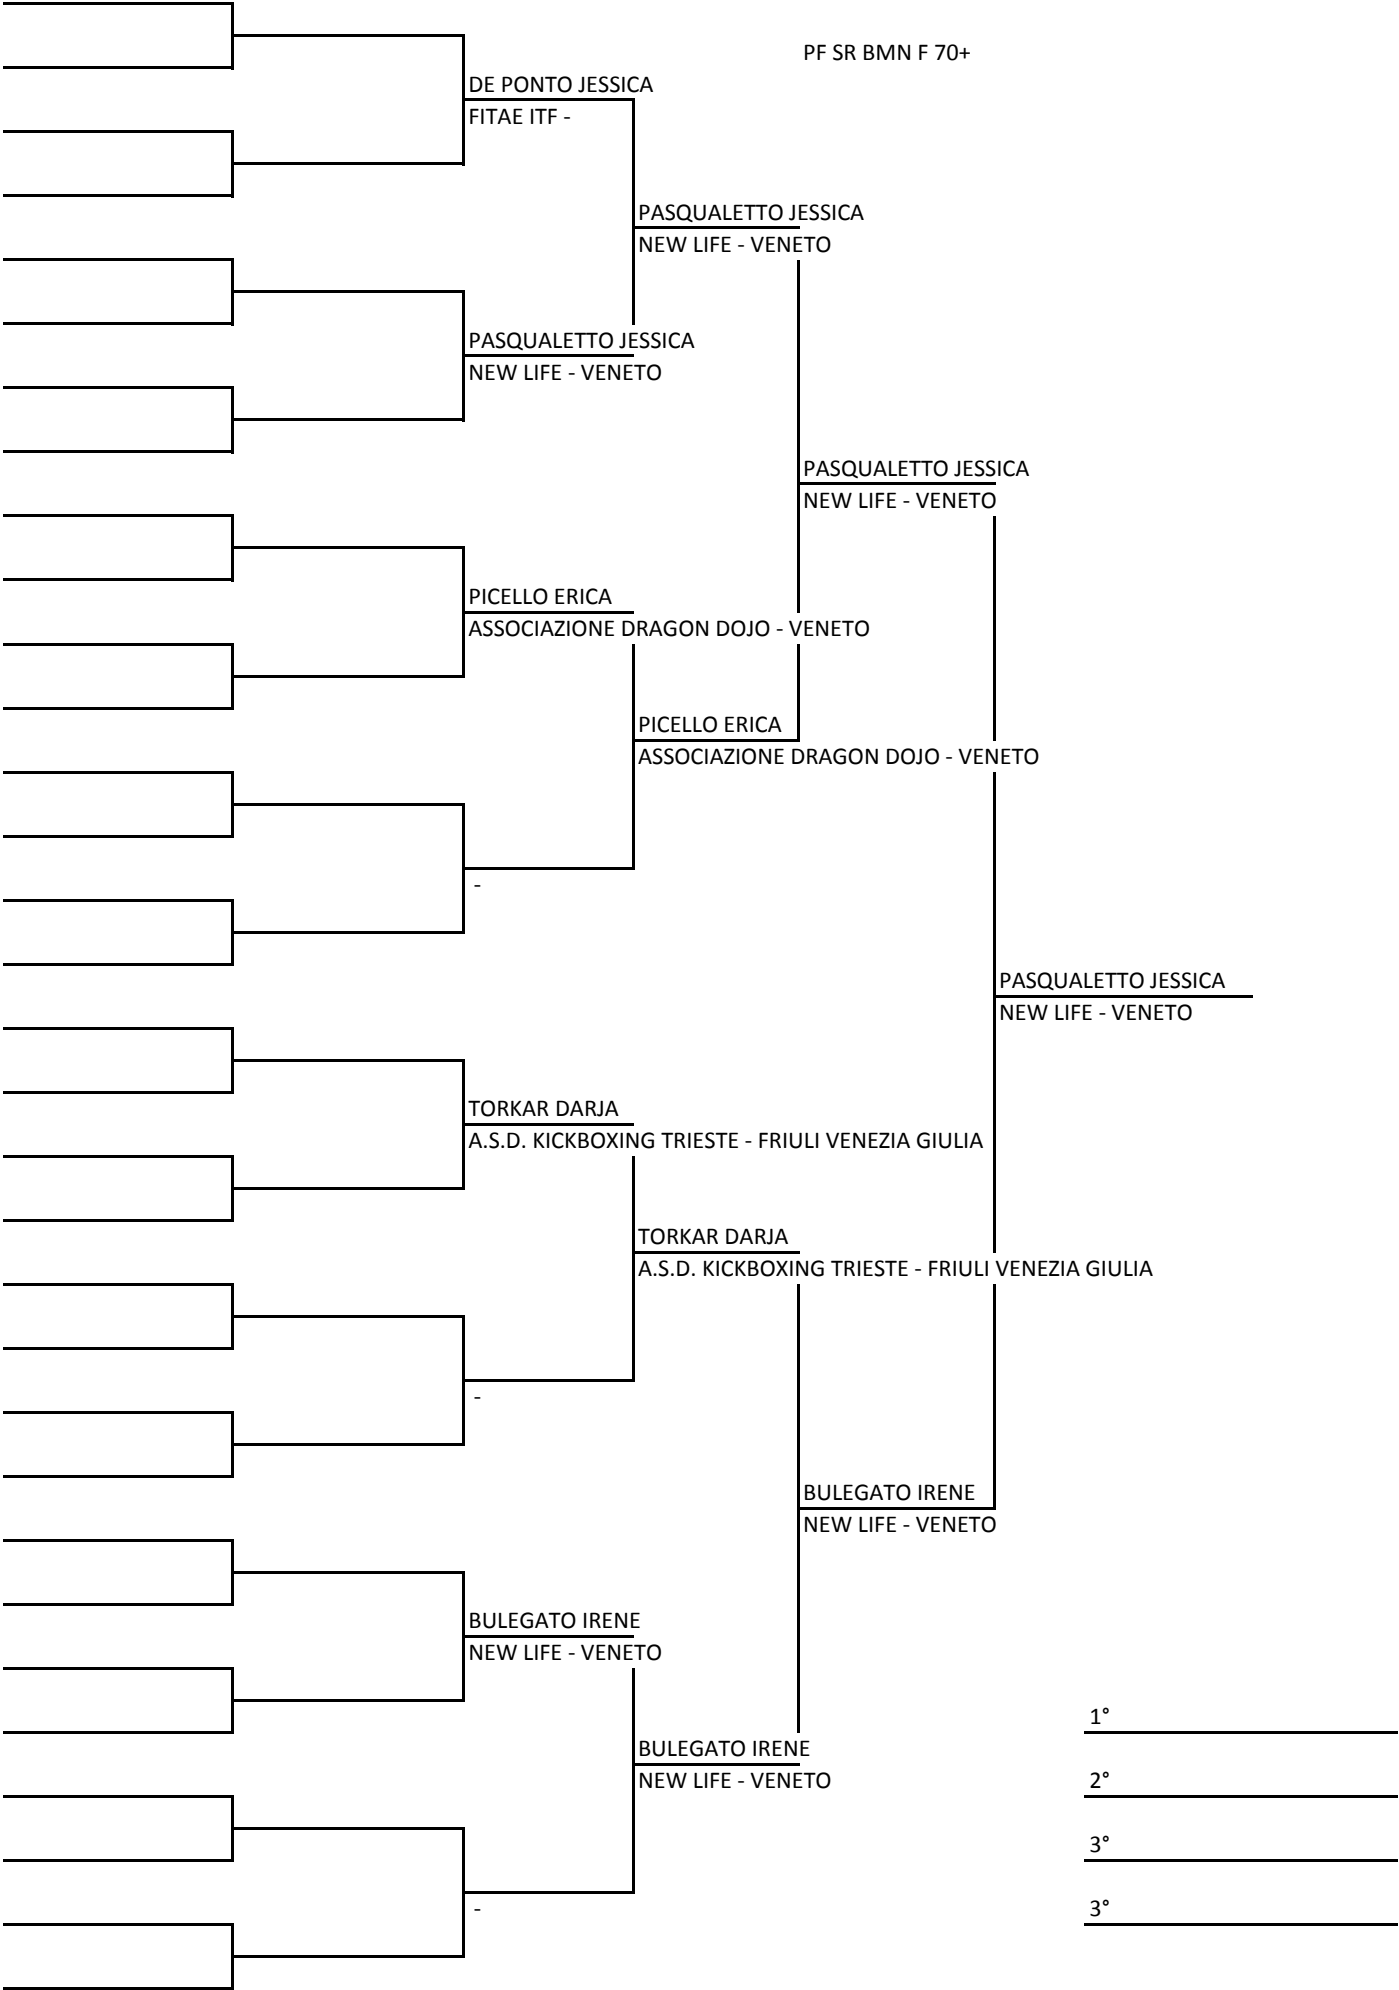 PF SR BMN F 70+
DE PONTO JESSICA
FITAE ITF -
PASQUALETTO JESSICA
NEW LIFE - VENETO
PASQUALETTO JESSICA
NEW LIFE - VENETO
PASQUALETTO JESSICA
NEW LIFE - VENETO
PICELLO ERICA
ASSOCIAZIONE DRAGON DOJO - VENETO
PICELLO ERICA
ASSOCIAZIONE DRAGON DOJO - VENETO
-
PASQUALETTO JESSICA
NEW LIFE - VENETO
TORKAR DARJA
A.S.D. KICKBOXING TRIESTE - FRIULI VENEZIA GIULIA
TORKAR DARJA
A.S.D. KICKBOXING TRIESTE - FRIULI VENEZIA GIULIA
-
BULEGATO IRENE
NEW LIFE - VENETO
BULEGATO IRENE
NEW LIFE - VENETO
1°
BULEGATO IRENE
NEW LIFE - VENETO
2°
3°
-
3°